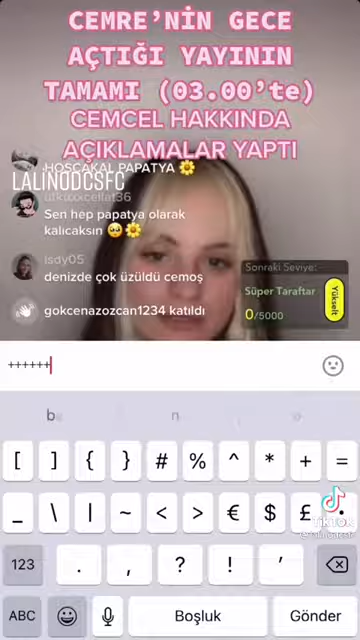 CEMRE’NİN GECE
AÇTIĞI YAYININ
TAMAMI (03.00’te)
CEMCEL HAKKINDA
AÇIKLAMALAR YAPTI
HOŞÇAKAL PAPATYA 🌼
LALINODCSFC
Sen hep papatya olarak
kalıcaksın 🥺🌼
isdy05
denizde çok üzüldü cemoş
gokcenazozcan1234 katıldı
Sonraki Seviye:
Süper Taraftar
0/5000
Yükselt
++++++
[ ] { } # % ^ * + =
_ \ | ~ < > € $ £ •
TikTok
123 . , ? ! ’
ABC Boşluk Gönder